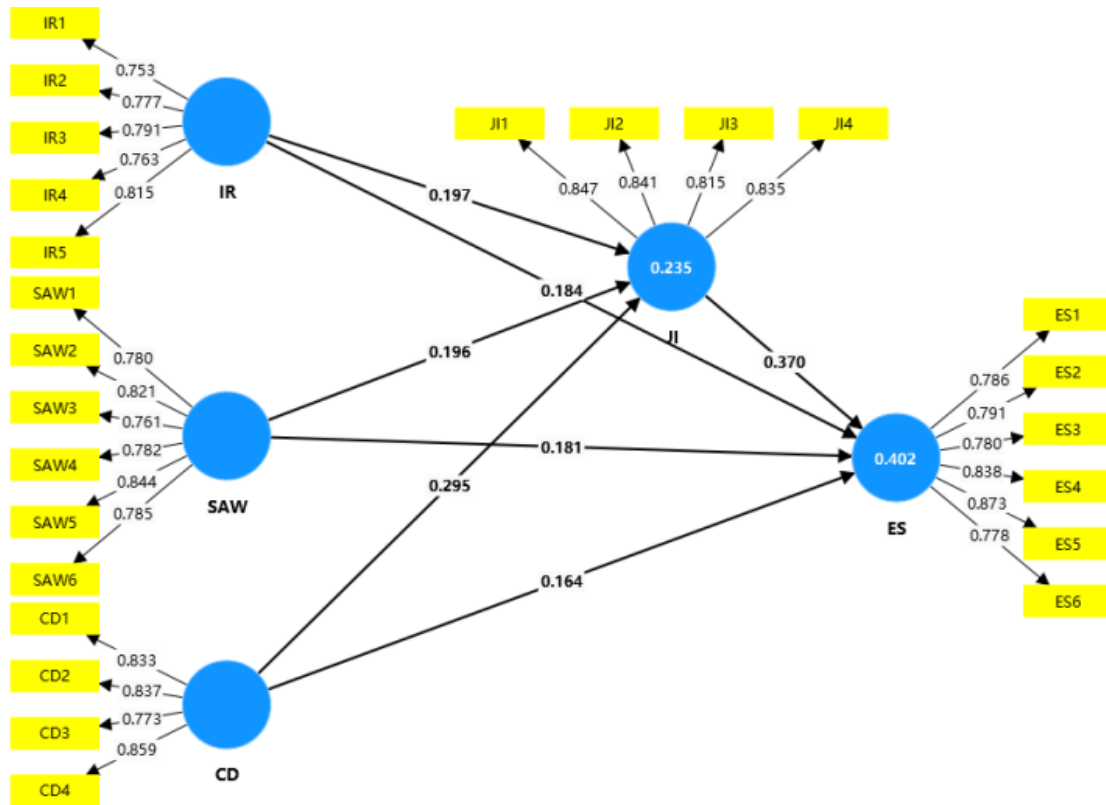 IR1
IR2
IR3
IR4
IR5
0.753
0.777
0.791
0.763
0.815
IR
SAW1
SAW2
SAW3
SAW4
SAW5
SAW6
0.780
0.821
0.761
0.782
0.844
0.785
SAW
CD1
CD2
CD3
CD4
0.833
0.837
0.773
0.859
CD
0.197
0.184
0.196
0.181
0.295
0.164
JI1
JI2
JI3
JI4
0.847
0.841
0.815
0.835
0.235
JI
0.370
0.402
ES
0.786
0.791
0.780
0.838
0.873
0.778
ES1
ES2
ES3
ES4
ES5
ES6